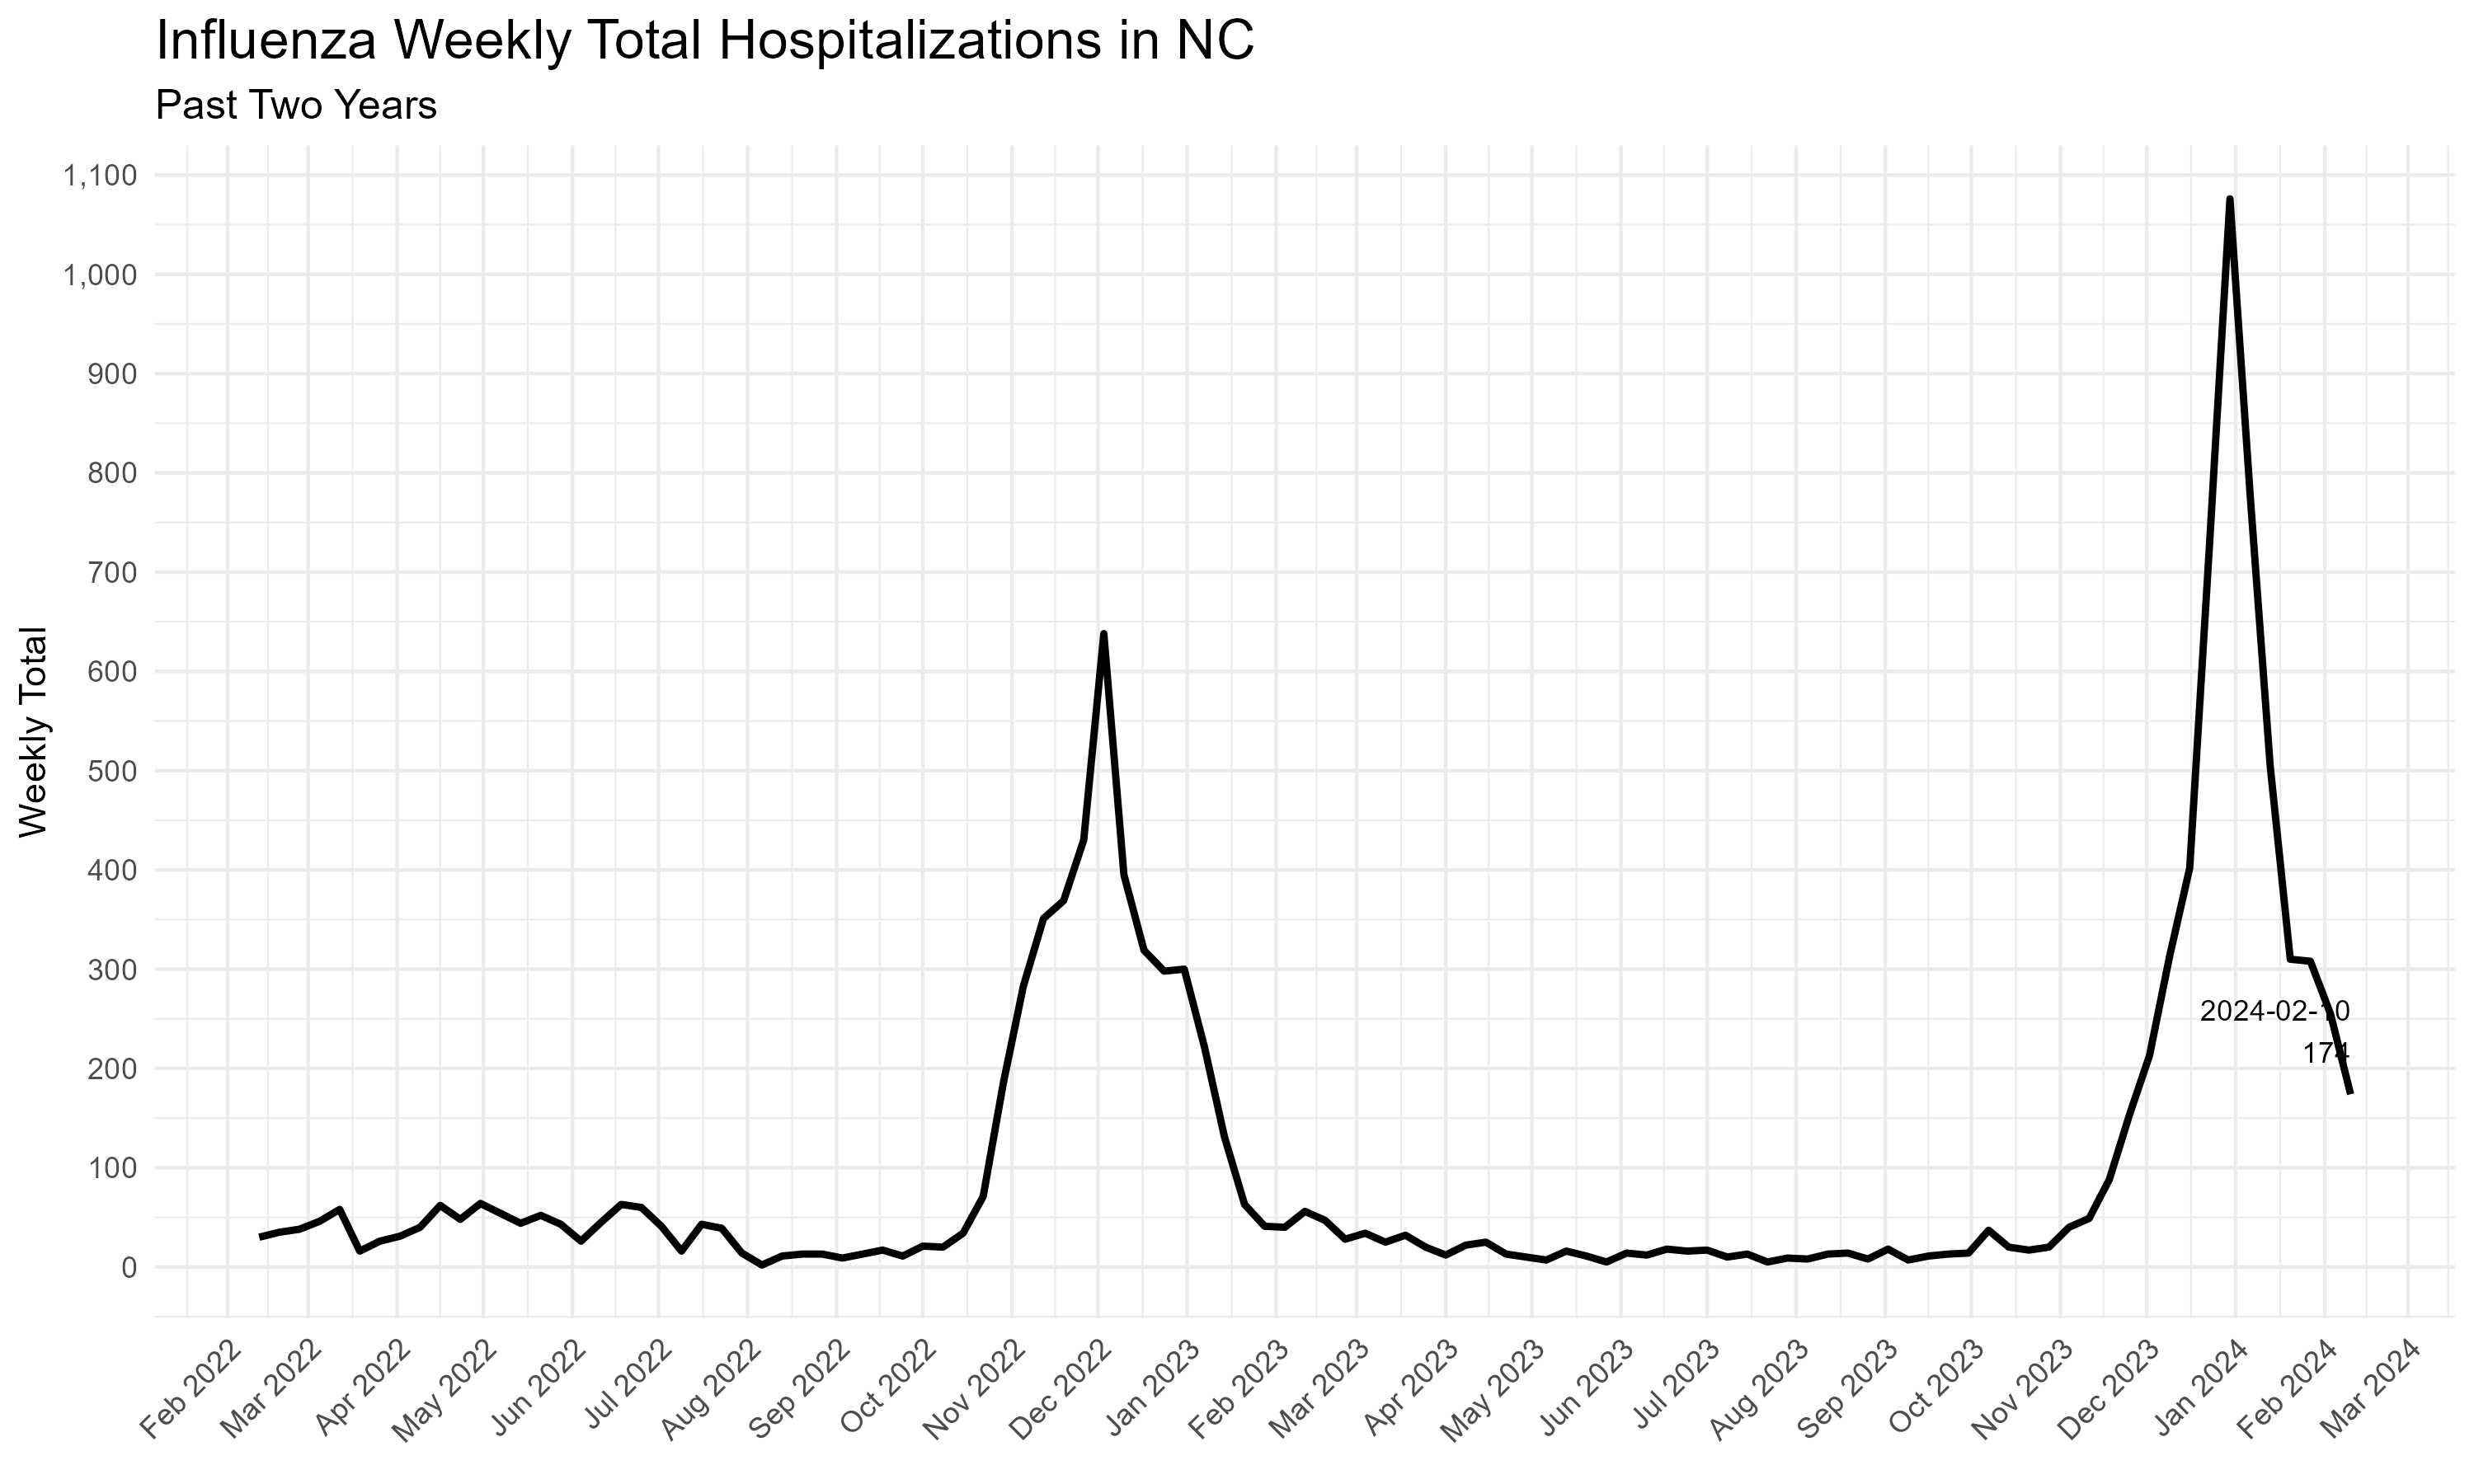 Influenza Weekly Total Hospitalizations in NC
Past Two Years
1,100
1,000
900
800
700
600
500
400
300
200
100
0
Weekly Total
2024-02-10
174
Feb 2022
Mar 2022
Apr 2022
May 2022
Jun 2022
Jul 2022
Aug 2022
Sep 2022
Oct 2022
Nov 2022
Dec 2022
Jan 2023
Feb 2023
Mar 2023
Apr 2023
May 2023
Jun 2023
Jul 2023
Aug 2023
Sep 2023
Oct 2023
Nov 2023
Dec 2023
Jan 2024
Feb 2024
Mar 2024